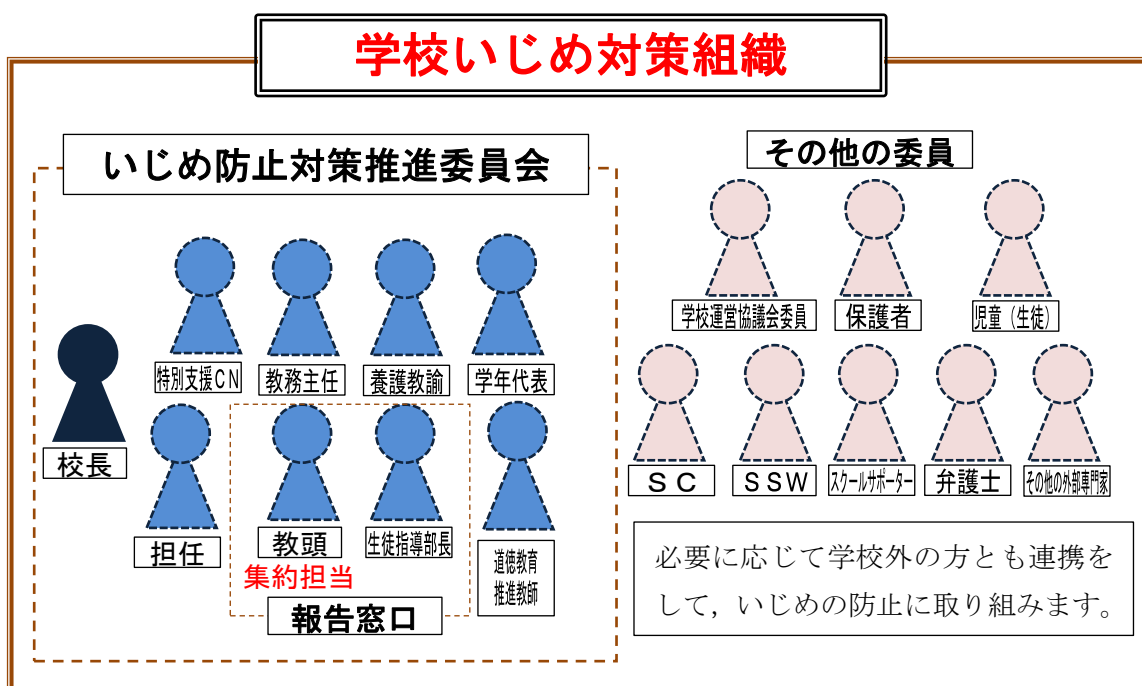 学校いじめ対策組織
いじめ防止対策推進委員会
特別支援CN
教務主任
養護教諭
学年代表
校長
担任
教頭
集約担当
生徒指導部長
報告窓口
道徳教育
推進教師
その他の委員
学校運営協議会委員
保護者
児童（生徒）
ＳＣ
ＳＳＷ
スクールサポーター
弁護士
その他の外部専門家
必要に応じて学校外の方とも連携を
して，いじめの防止に取り組みます。